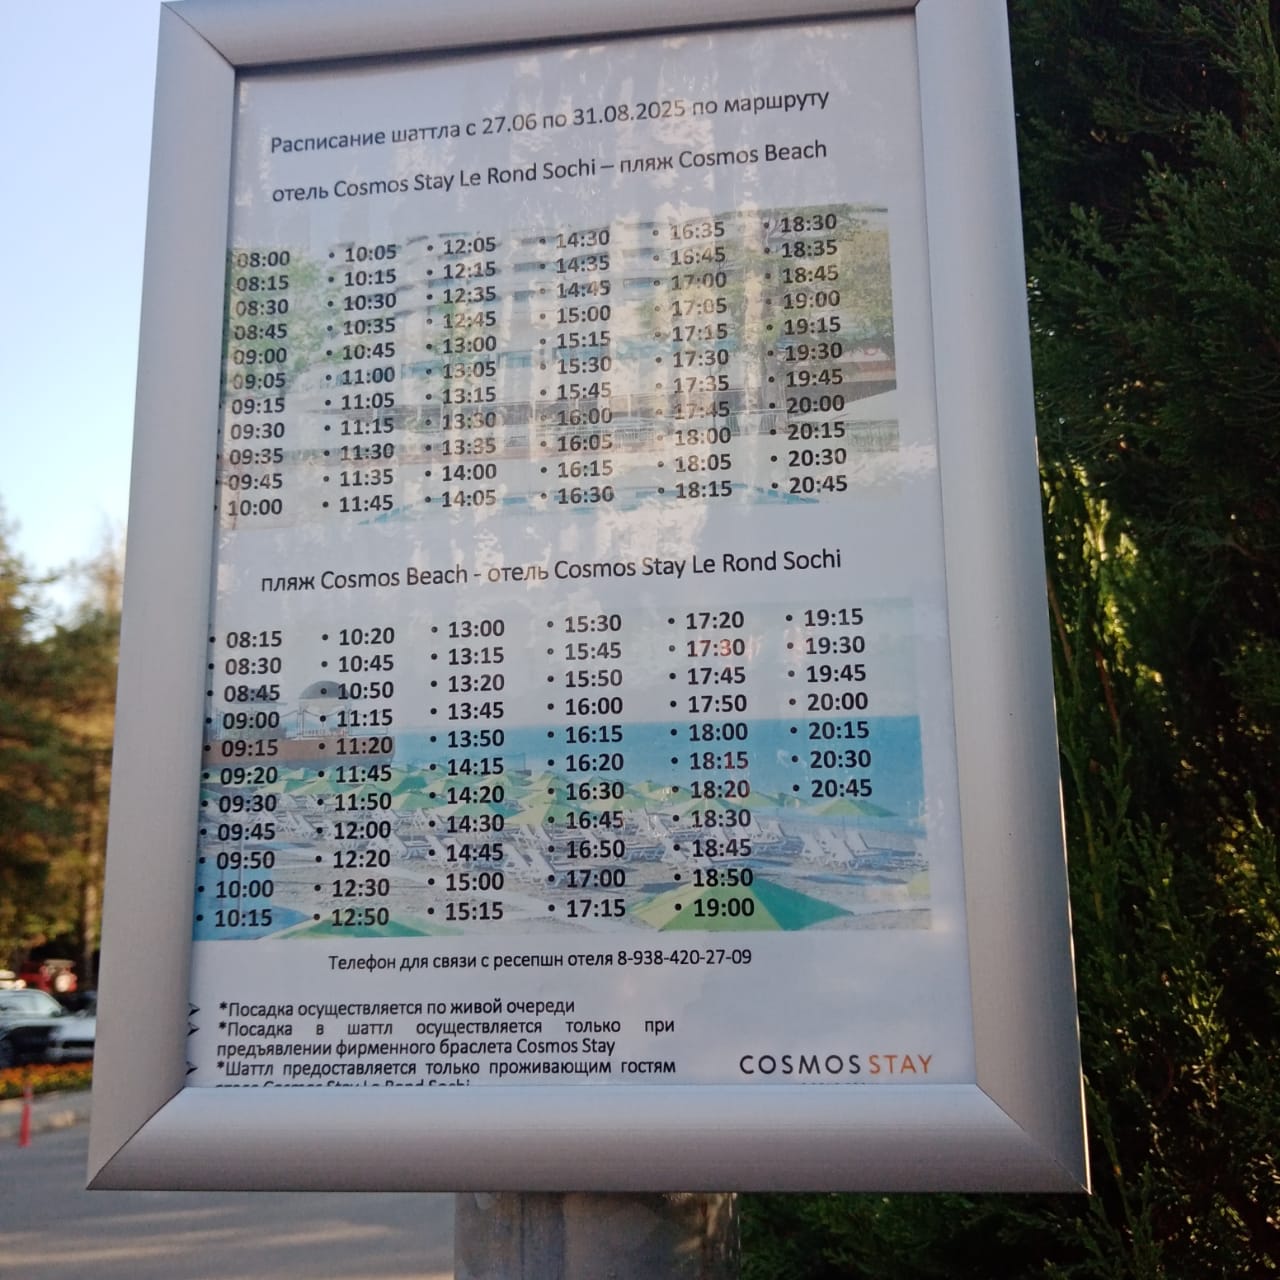 Расписание шаттла с 27.06 по 31.08.2025 по маршруту
отель Cosmos Stay Le Rond Sochi – пляж Cosmos Beach
08:00 • 10:05 • 12:05 • 14:30 • 16:35 • 18:30
08:15 • 10:15 • 12:15 • 14:35 • 16:45 • 18:35
08:30 • 10:30 • 12:35 • 14:45 • 17:00 • 18:45
08:45 • 10:35 • 12:45 • 15:00 • 17:05 • 19:00
09:00 • 10:45 • 13:00 • 15:15 • 17:15 • 19:15
09:05 • 11:00 • 13:05 • 15:30 • 17:30 • 19:30
09:15 • 11:05 • 13:15 • 15:45 • 17:35 • 19:45
09:30 • 11:15 • 13:30 • 16:00 • 17:45 • 20:00
09:35 • 11:30 • 13:35 • 16:05 • 18:00 • 20:15
09:45 • 11:35 • 14:00 • 16:15 • 18:05 • 20:30
10:00 • 11:45 • 14:05 • 16:30 • 18:15 • 20:45
пляж Cosmos Beach - отель Cosmos Stay Le Rond Sochi
• 08:15 • 10:20 • 13:00 • 15:30 • 17:20 • 19:15
• 08:30 • 10:45 • 13:15 • 15:45 • 17:30 • 19:30
• 08:45 • 10:50 • 13:20 • 15:50 • 17:45 • 19:45
• 09:00 • 11:15 • 13:45 • 16:00 • 17:50 • 20:00
• 09:15 • 11:20 • 13:50 • 16:15 • 18:00 • 20:15
• 09:20 • 11:45 • 14:15 • 16:20 • 18:15 • 20:30
• 09:30 • 11:50 • 14:20 • 16:30 • 18:20 • 20:45
• 09:45 • 12:00 • 14:30 • 16:45 • 18:30
• 09:50 • 12:20 • 14:45 • 16:50 • 18:45
• 10:00 • 12:30 • 15:00 • 17:00 • 18:50
• 10:15 • 12:50 • 15:15 • 17:15 • 19:00
Телефон для связи с ресепшн отеля 8-938-420-27-09
*Посадка осуществляется по живой очереди
*Посадка в шаттл осуществляется только при
предъявлении фирменного браслета Cosmos Stay
*Шаттл предоставляется только проживающим гостям
Cosmos Stay Le Rond Sochi
COSMOS STAY